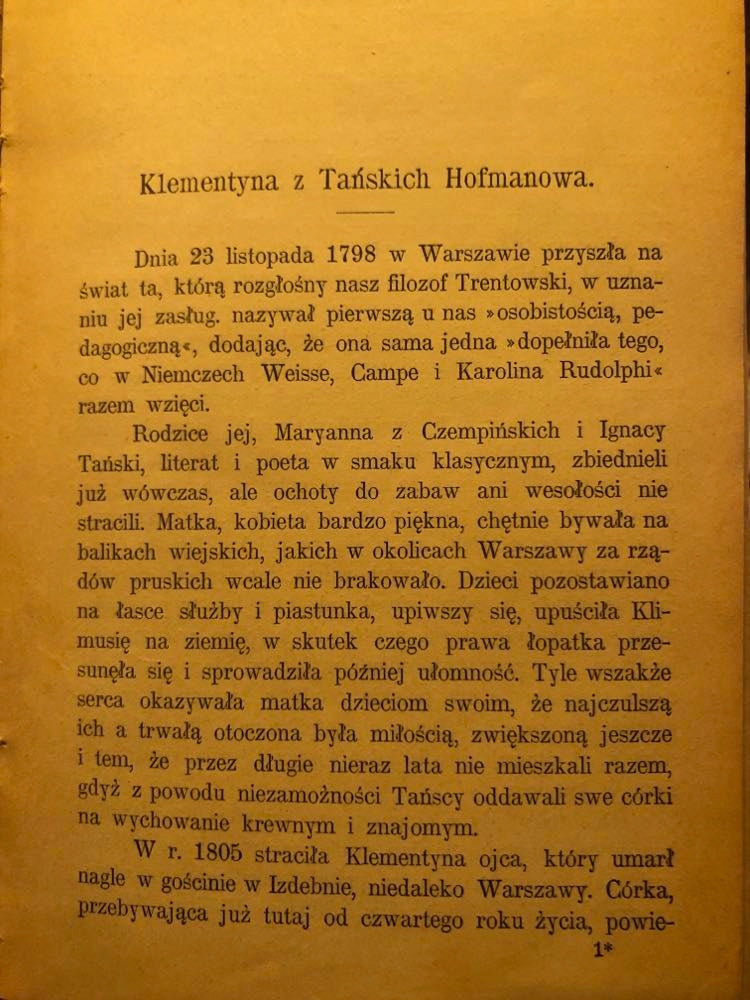 Klementyna z Tańskich Hofmanowa.
Dnia 23 listopada 1798 w Warszawie przyszła na
świat ta, którą rozgłośny nasz filozof Trentowski, w uzna-
niu jej zasług. nazywał pierwszą u nas »osobistością, pe-
dagogiczną«, dodając, że ona sama jedna »dopełniła tego,
co w Niemczech Weisse, Campe i Karolina Rudolphi«
razem wzięci.
Rodzice jej, Maryanna z Czempińskich i Ignacy
Tański, literat i poeta w smaku klasycznym, zbiednieli
już wówczas, ale ochoty do zabaw ani wesołości nie
stracili. Matka, kobieta bardzo piękna, chętnie bywała na
balikach wiejskich, jakich w okolicach Warszawy za rzą-
dów pruskich wcale nie brakowało. Dzieci pozostawiano
na łasce służby i piastunka, upiwszy się, upuściła Kli-
musię na ziemię, w skutek czego prawa łopatka prze-
sunęła się i sprowadziła później ułomność. Tyle wszakże
serca okazywała matka dzieciom swoim, że najczulszą
ich a trwałą otoczona była miłością, zwiększoną jeszcze
i tem, że przez długie nieraz lata nie mieszkali razem,
gdyż z powodu niezamożności Tańscy oddawali swe córki
na wychowanie krewnym i znajomym.
W r. 1805 straciła Klementyna ojca, który umarł
nagle w gościnie w Izdebnie, niedaleko Warszawy. Córka,
przebywająca już tutaj od czwartego roku życia, powie-
1*